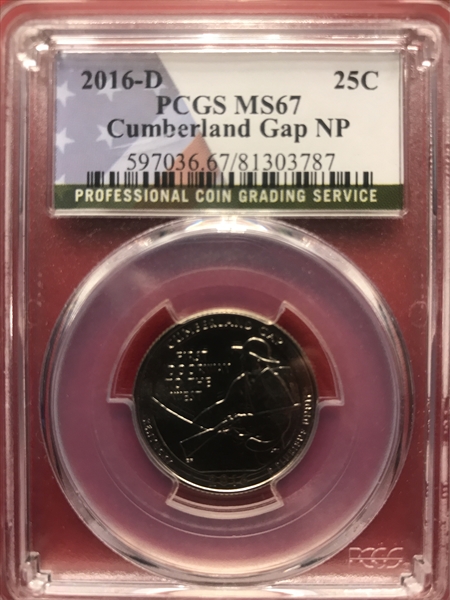 2016-D 25C
PCGS MS67
Cumberland Gap NP
597036.67/81303787
PROFESSIONAL COIN GRADING SERVICE
CUMBERLAND GAP
FIRST
DOORWAY
TO THE
WEST
PCGS